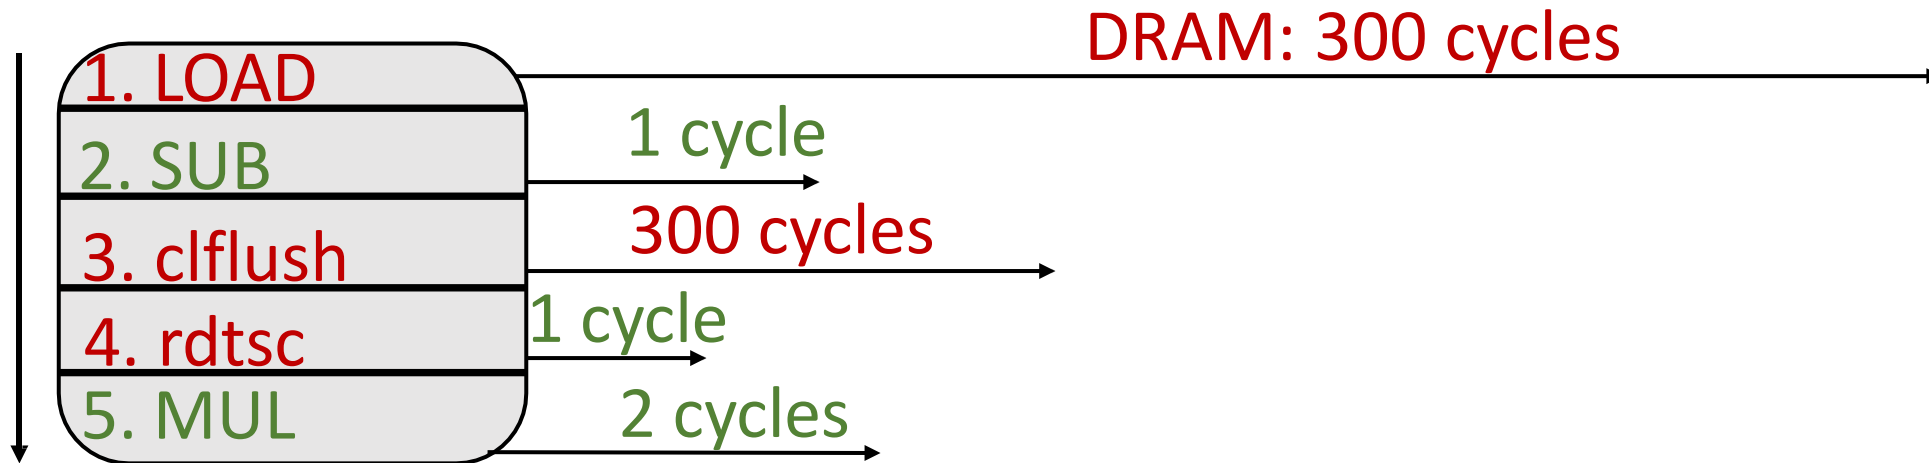 DRAM: 300 cycles
1. LOAD
1 cycle
2. SUB
300 cycles
3. clflush
1 cycle
4. rdtsc
2 cycles
5. MUL